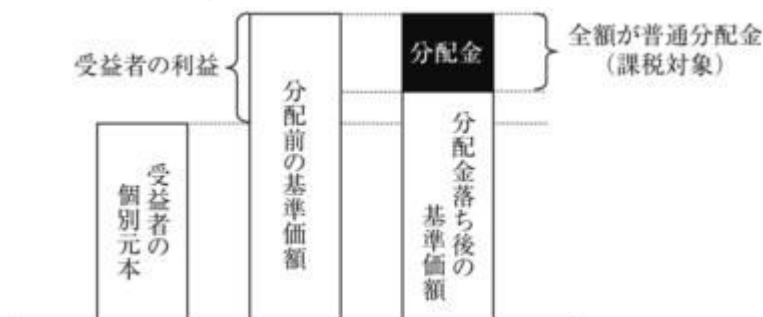 受益者の利益
分配金
全額が普通分配金
（課税対象）
受益者の
個別元本
分配前の基準価額
分配金落ち後の
基準価額